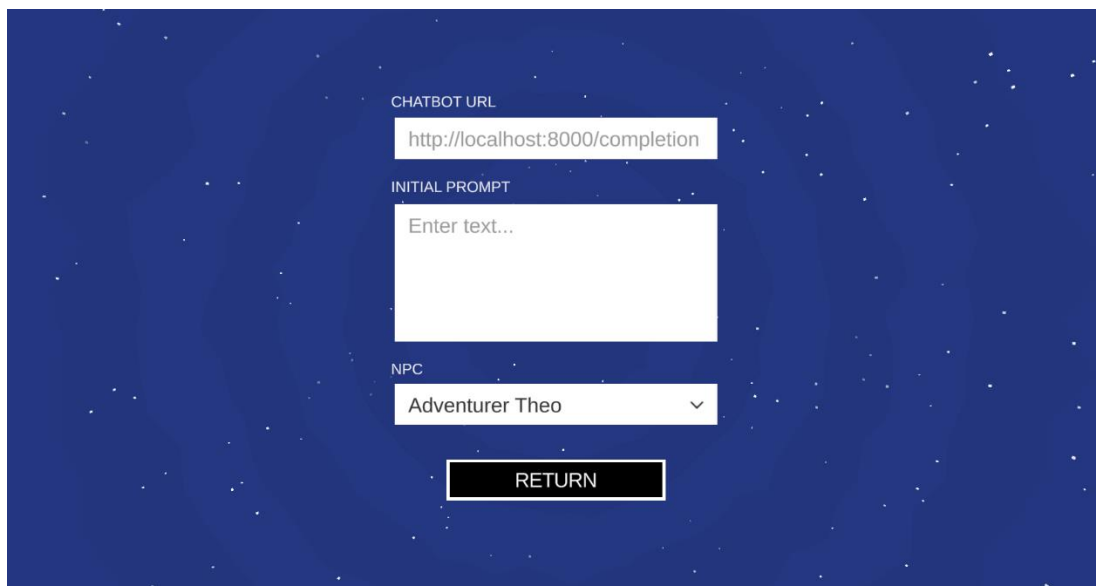 CHATBOT URL
http://localhost:8000/completion
INITIAL PROMPT
Enter text...
NPC
Adventurer Theo
RETURN